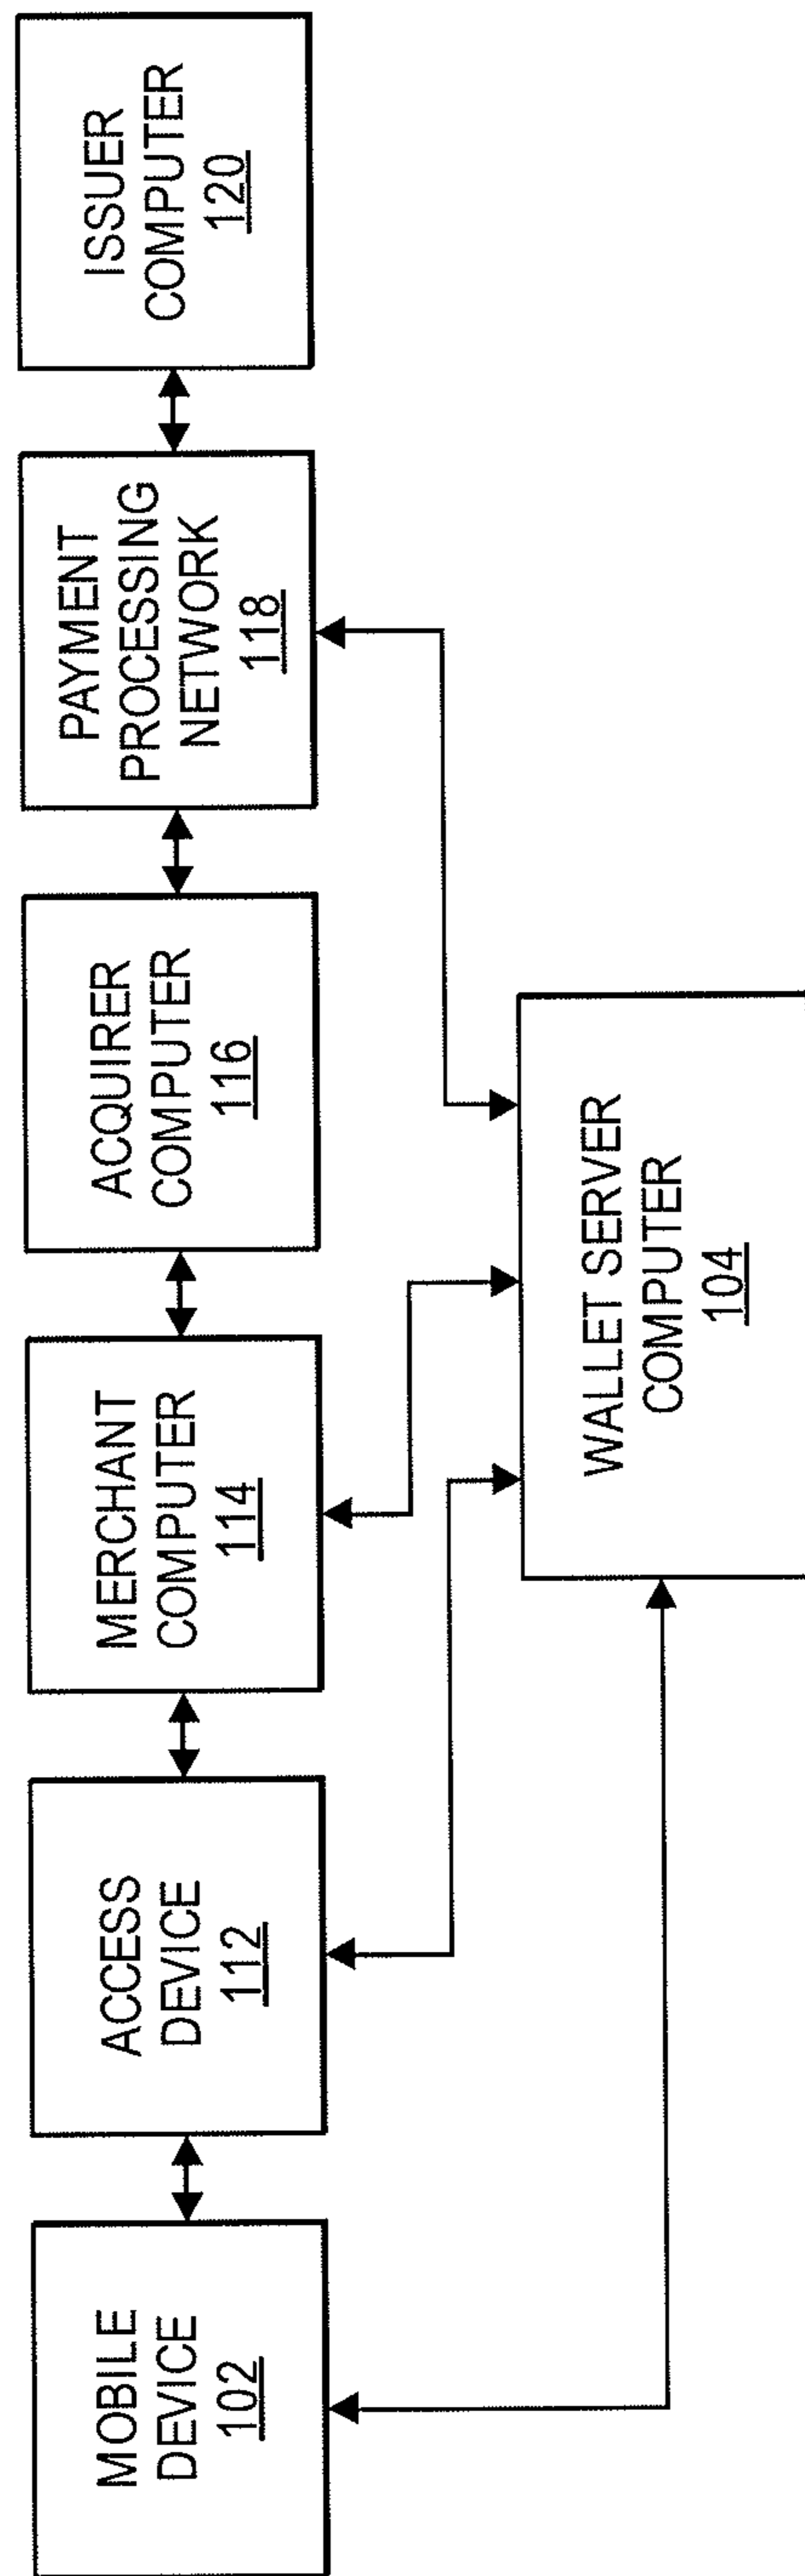 MOBILE
DEVICE
102
ACCESS
DEVICE
112
MERCHANT
COMPUTER
114
ACQUIRER
COMPUTER
116
PAYMENT
PROCESSING
NETWORK
118
ISSUER
COMPUTER
120
WALLET SERVER
COMPUTER
104